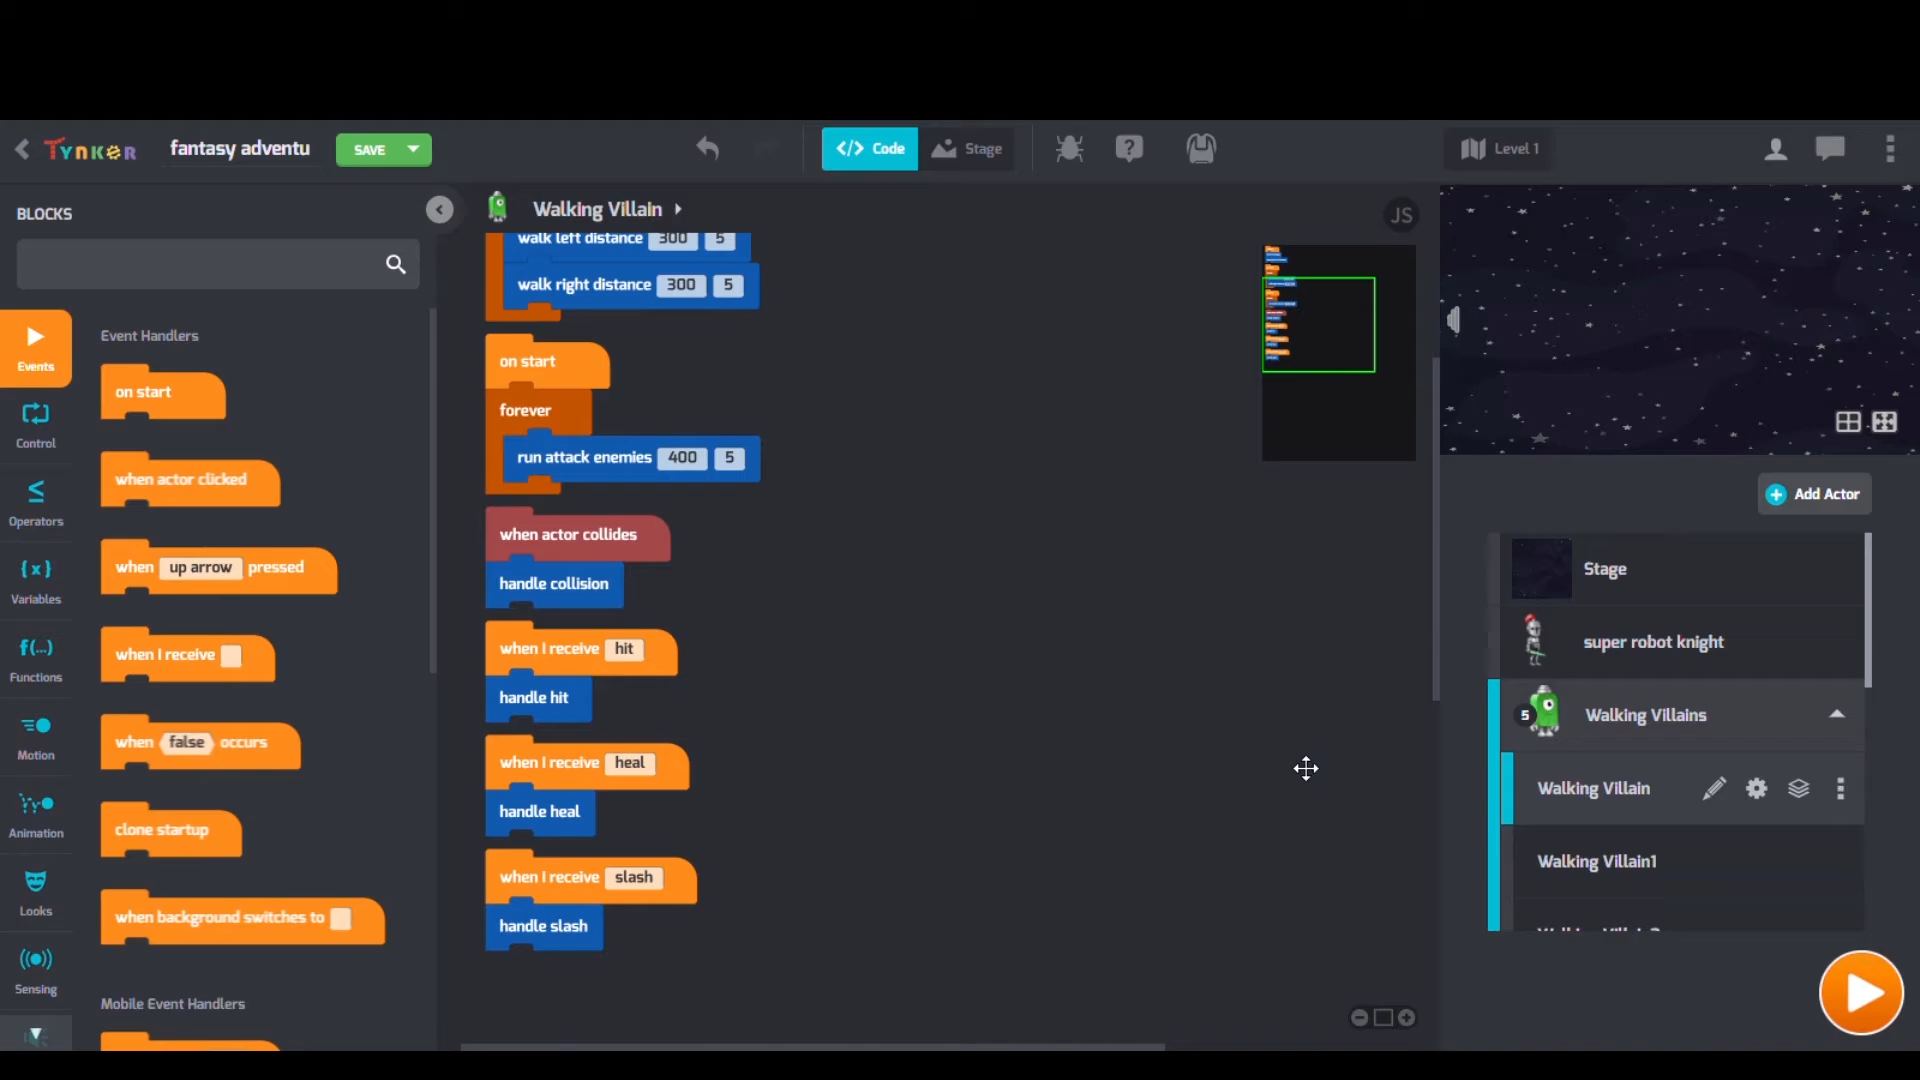 TYNKER
fantasy adventu
SAVE
</> Code
Stage
?
Level 1
BLOCKS
Walking Villain
JS
Events
Control
Operators
{x}
Variables
f(...)
Functions
Motion
Animation
Looks
Sensing
Event Handlers
on start
when actor clicked
when up arrow pressed
when I receive
when false occurs
clone startup
when background switches to
Mobile Event Handlers
walk left distance 300 5
walk right distance 300 5
on start
forever
run attack enemies 400 5
when actor collides
handle collision
when I receive hit
handle hit
when I receive heal
handle heal
when I receive slash
handle slash
Add Actor
Stage
super robot knight
5 Walking Villains
Walking Villain
Walking Villain1